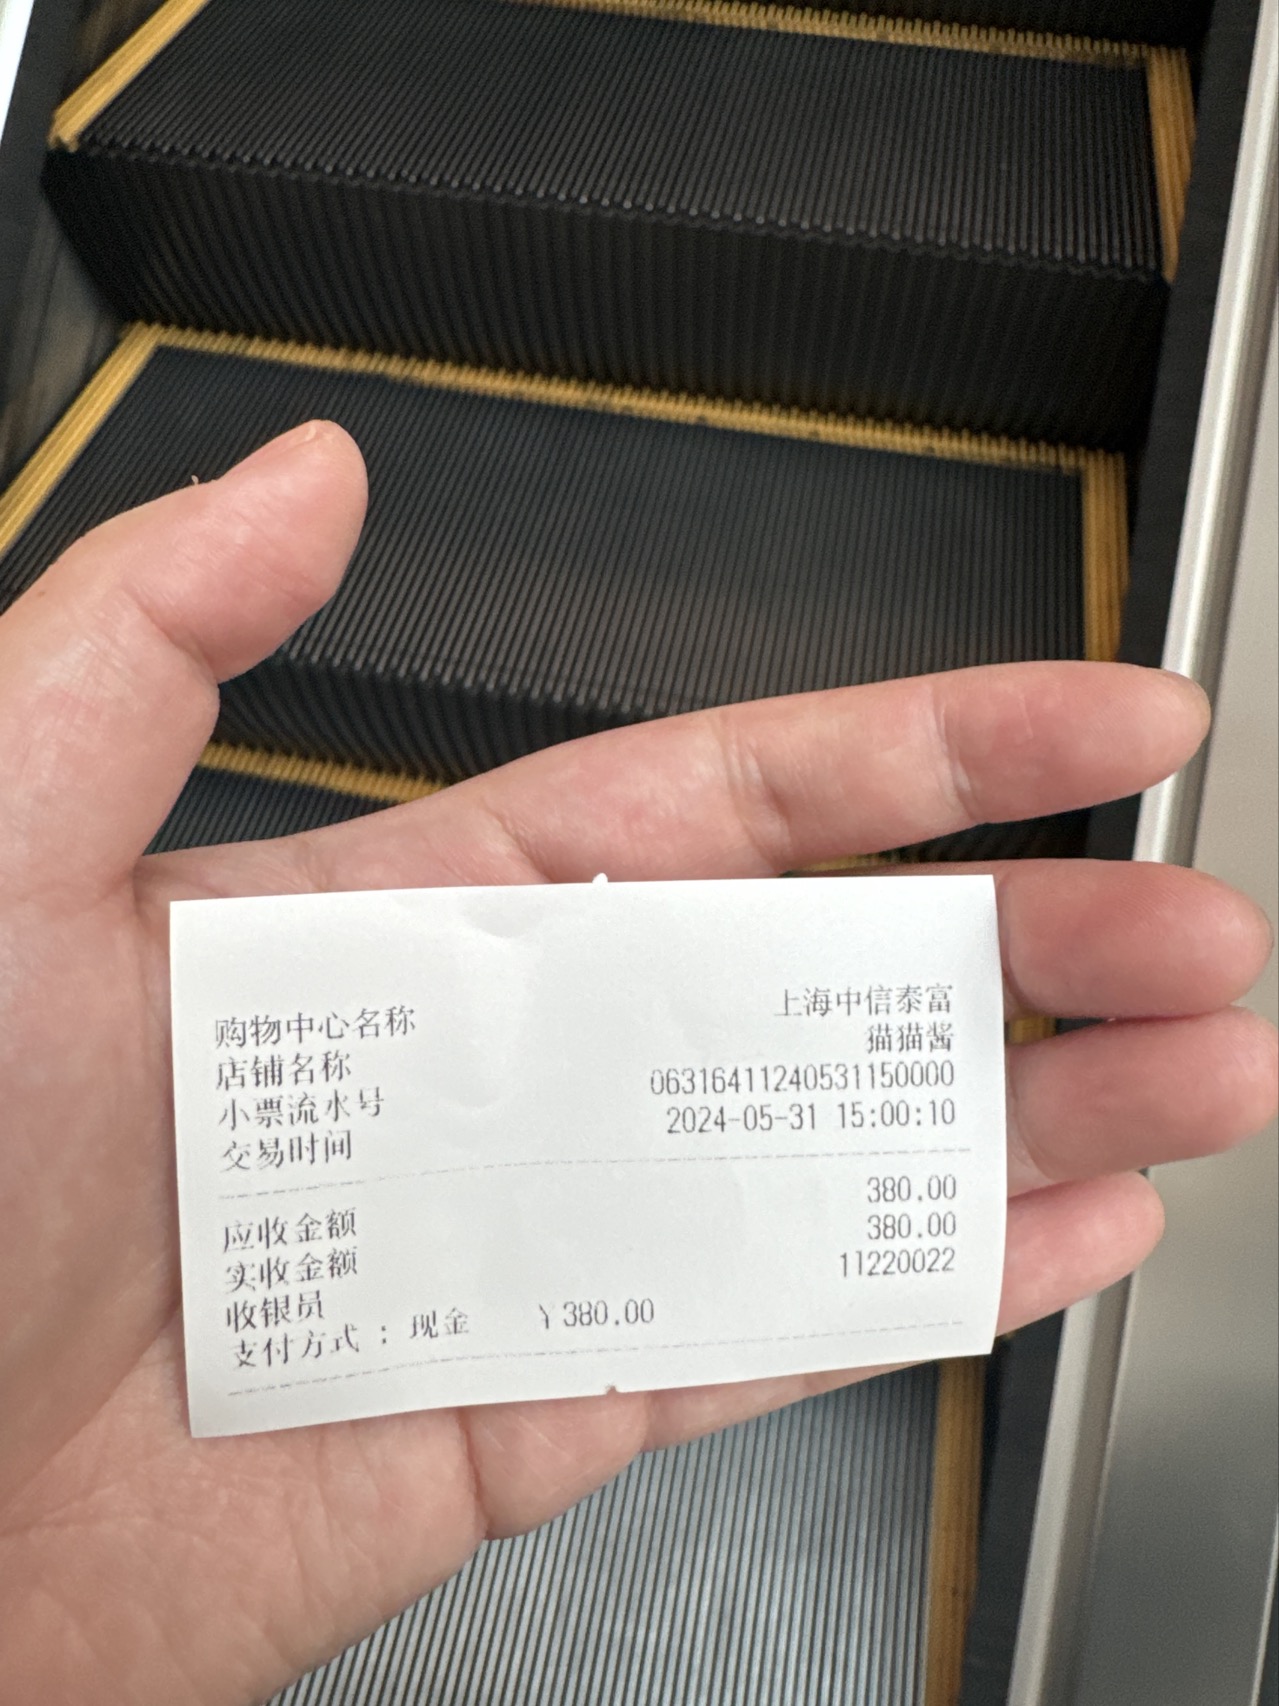 购物中心名称 上海中信泰富
店铺名称 猫猫酱
小票流水号 06316411240531150000
交易时间 2024-05-31 15:00:10
应收金额 380.00
实收金额 380.00
收银员 11220022
支付方式 ; 现金 ¥380.00